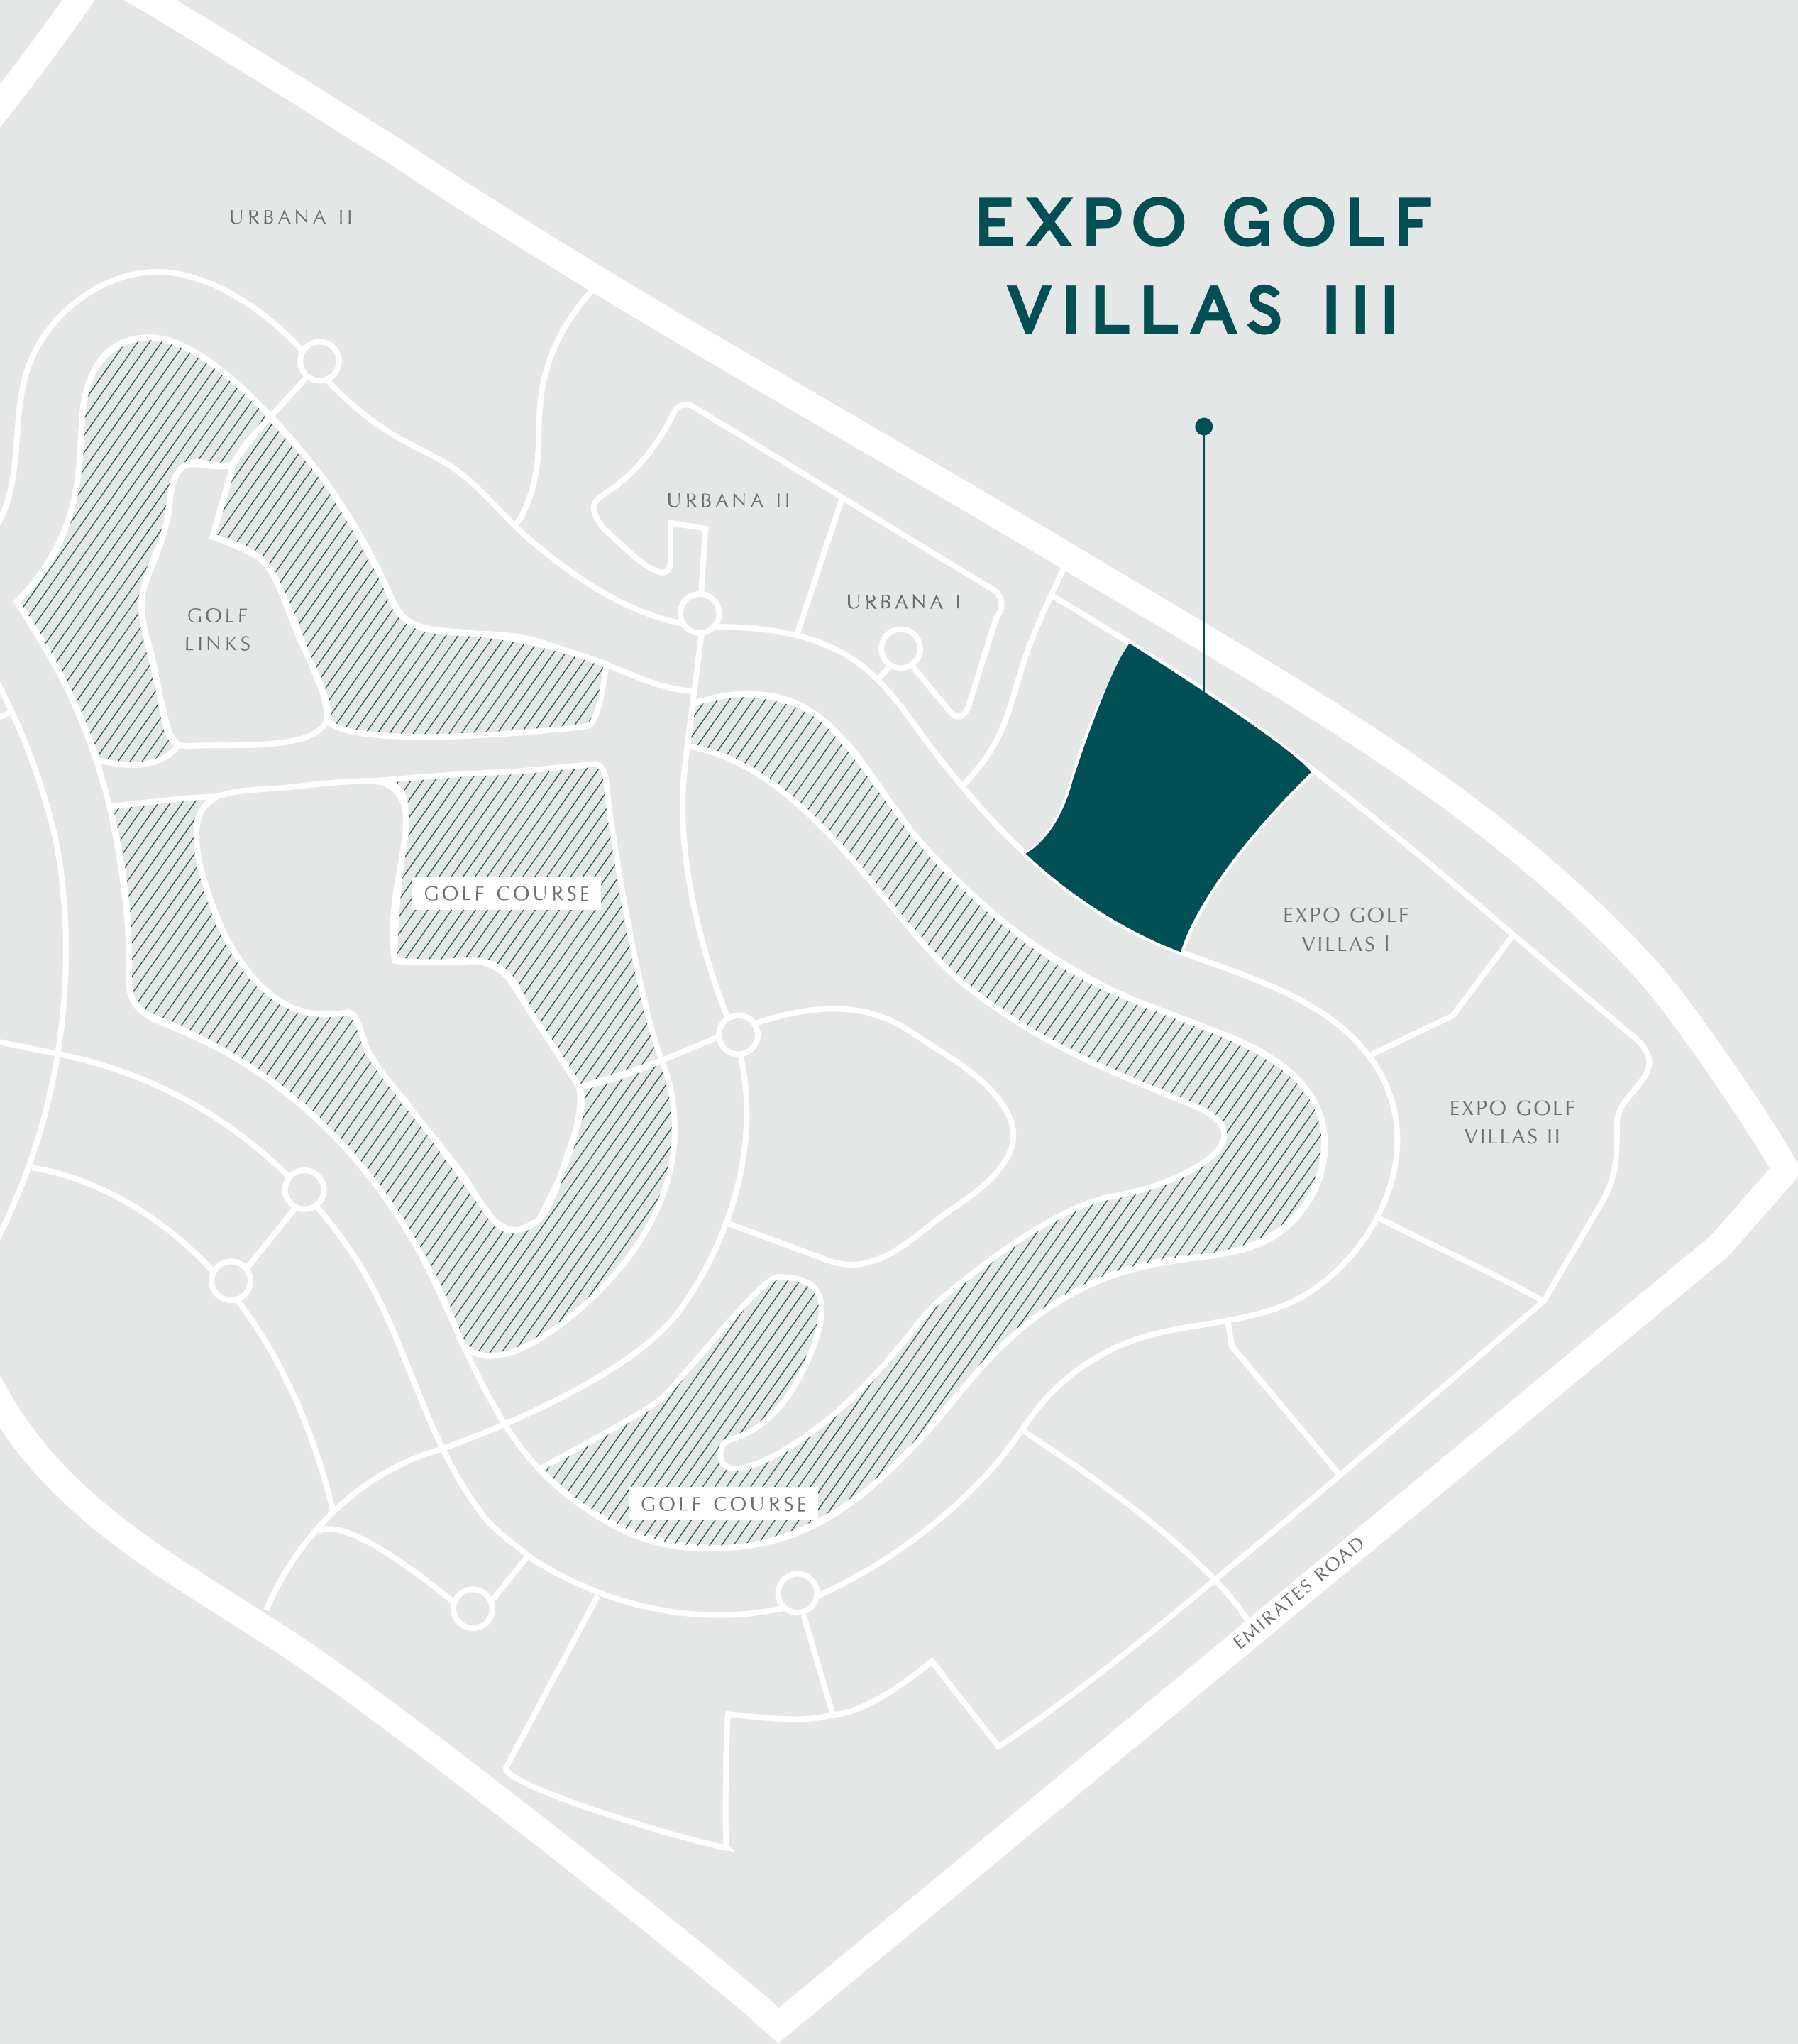 EXPO GOLF
VILLAS III
URBANA II
URBANA II
URBANA I
GOLF
LINKS
GOLF COURSE
EXPO GOLF
VILLAS I
EXPO GOLF
VILLAS II
GOLF COURSE
EMIRATES ROAD